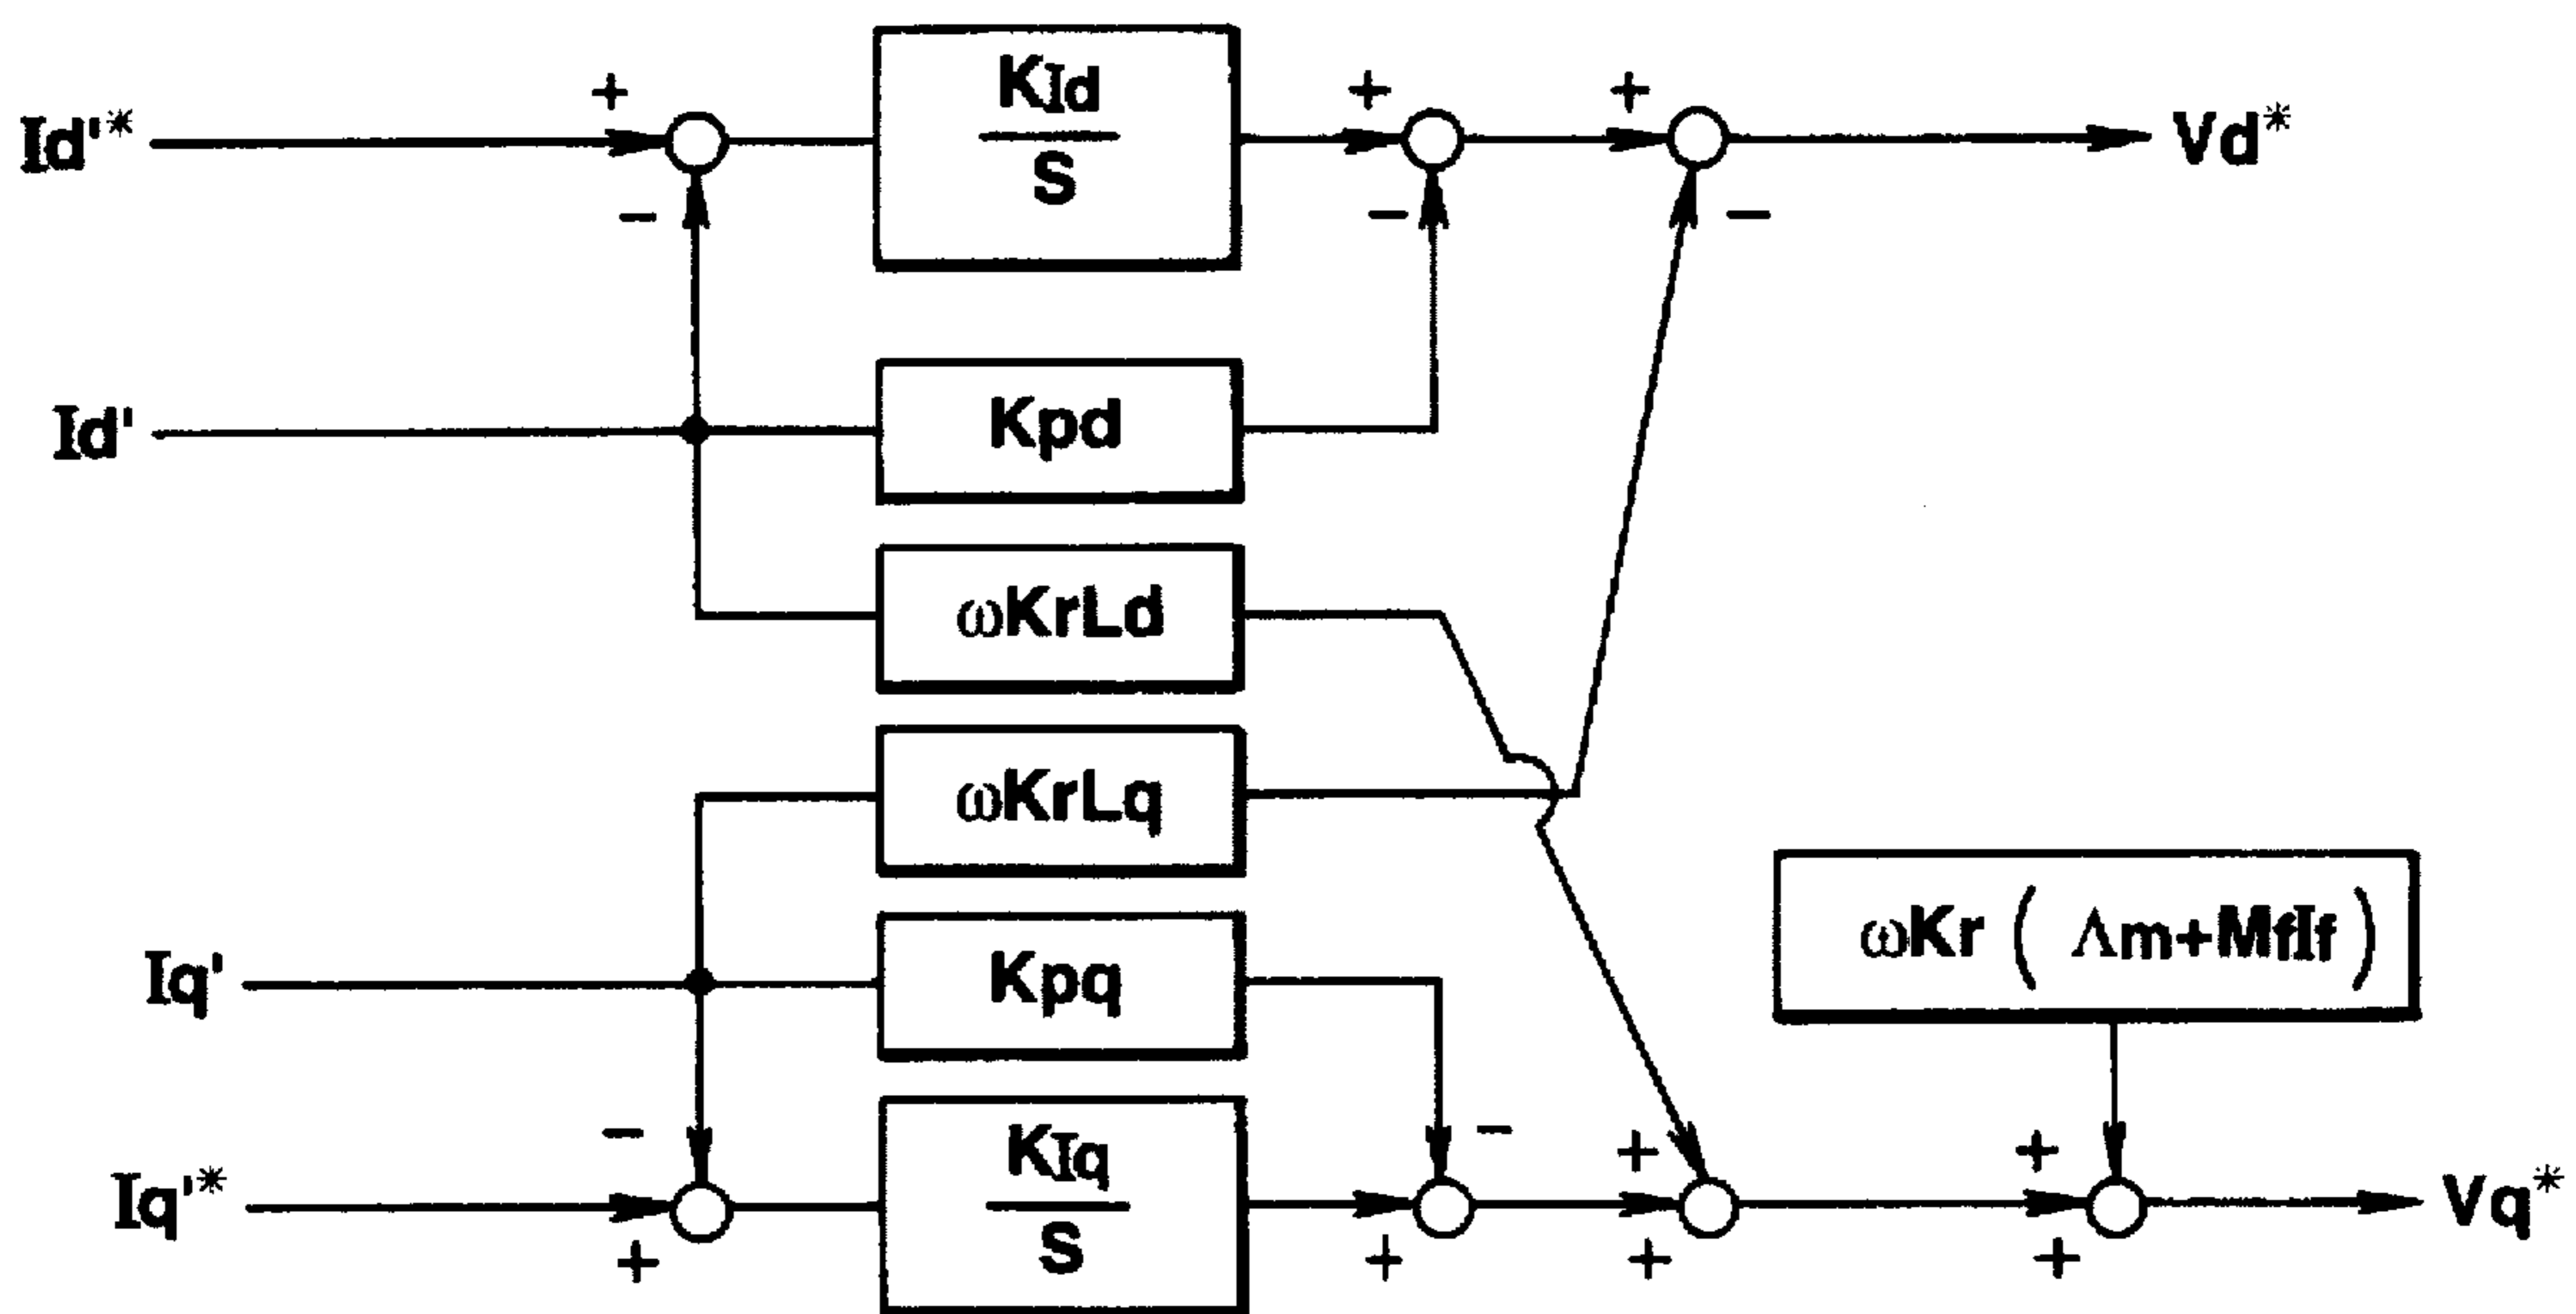 + KId + +
Id'* S Vd*
− − −
Id' Kpd
ωKrLd
ωKrLq
ωKr ( Λm+MfIf )
Iq' Kpq
− KIq − + +
Iq'* S Vq*
+ + + +